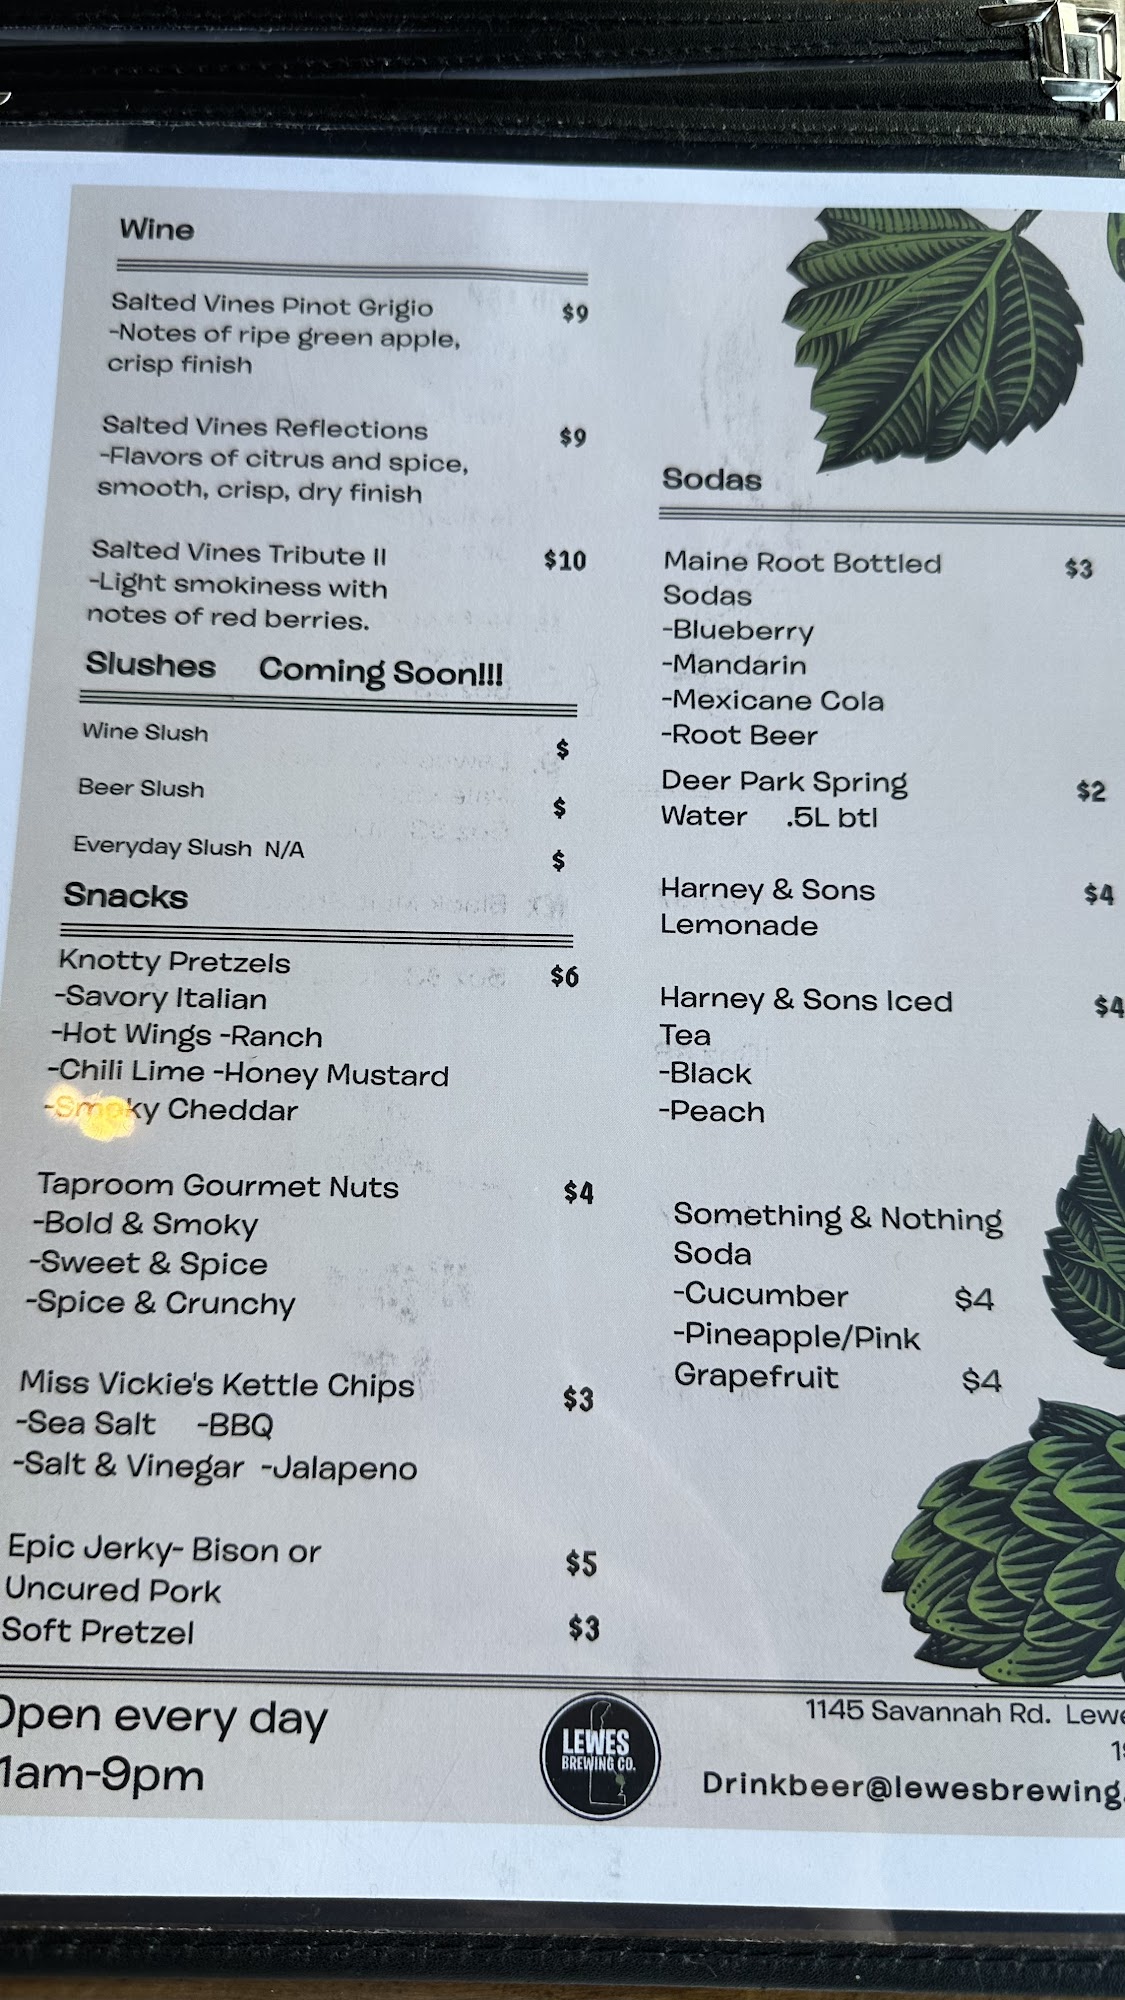 Wine
Salted Vines Pinot Grigio $9
-Notes of ripe green apple,
crisp finish
Salted Vines Reflections $9
-Flavors of citrus and spice,
smooth, crisp, dry finish
Salted Vines Tribute II $10
-Light smokiness with
notes of red berries.
Slushes Coming Soon!!!
Wine Slush $
Beer Slush $
Everyday Slush N/A $
Snacks
Knotty Pretzels $6
-Savory Italian
-Hot Wings -Ranch
-Chili Lime -Honey Mustard
-Smoky Cheddar
Taproom Gourmet Nuts $4
-Bold & Smoky
-Sweet & Spice
-Spice & Crunchy
Miss Vickie's Kettle Chips $3
-Sea Salt -BBQ
-Salt & Vinegar -Jalapeno
Epic Jerky- Bison or $5
Uncured Pork
Soft Pretzel $3
Sodas
Maine Root Bottled $3
Sodas
-Blueberry
-Mandarin
-Mexicane Cola
-Root Beer
Deer Park Spring $2
Water .5L btl
Harney & Sons $4
Lemonade
Harney & Sons Iced $4
Tea
-Black
-Peach
Something & Nothing
Soda
-Cucumber $4
-Pineapple/Pink
Grapefruit $4
Open every day
1am-9pm
LEWES
BREWING CO.
1145 Savannah Rd. Lewe
Drinkbeer@lewesbrewing.